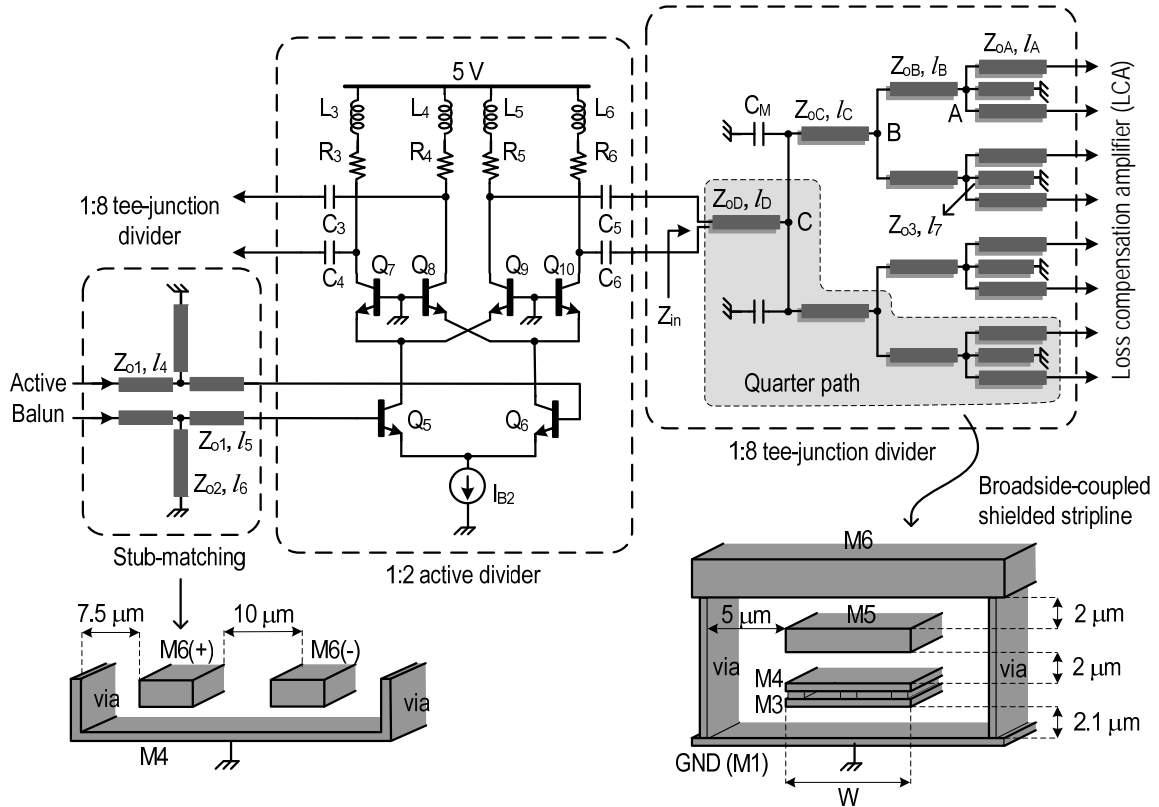 5 V
L3
L4
L5
L6
R3
R4
R5
R6
1:8 tee-junction
divider
C3
C4
C5
C6
Q7
Q8
Q9
Q10
Zin
Q5
Q6
IB2
1:2 active divider
Active
Balun
Zo1, l4
Zo1, l5
Zo2, l6
Stub-matching
CM
ZoC, lC
ZoB, lB
ZoA, lA
A
B
ZoD, lD
C
Zo3, l7
Quarter path
1:8 tee-junction divider
Loss compensation amplifier (LCA)
Broadside-coupled
shielded stripline
7.5 µm
10 µm
M6(+)
M6(-)
via
via
M4
M6
5 µm
M5
2 µm
via
via
M4
2 µm
M3
2.1 µm
GND (M1)
W